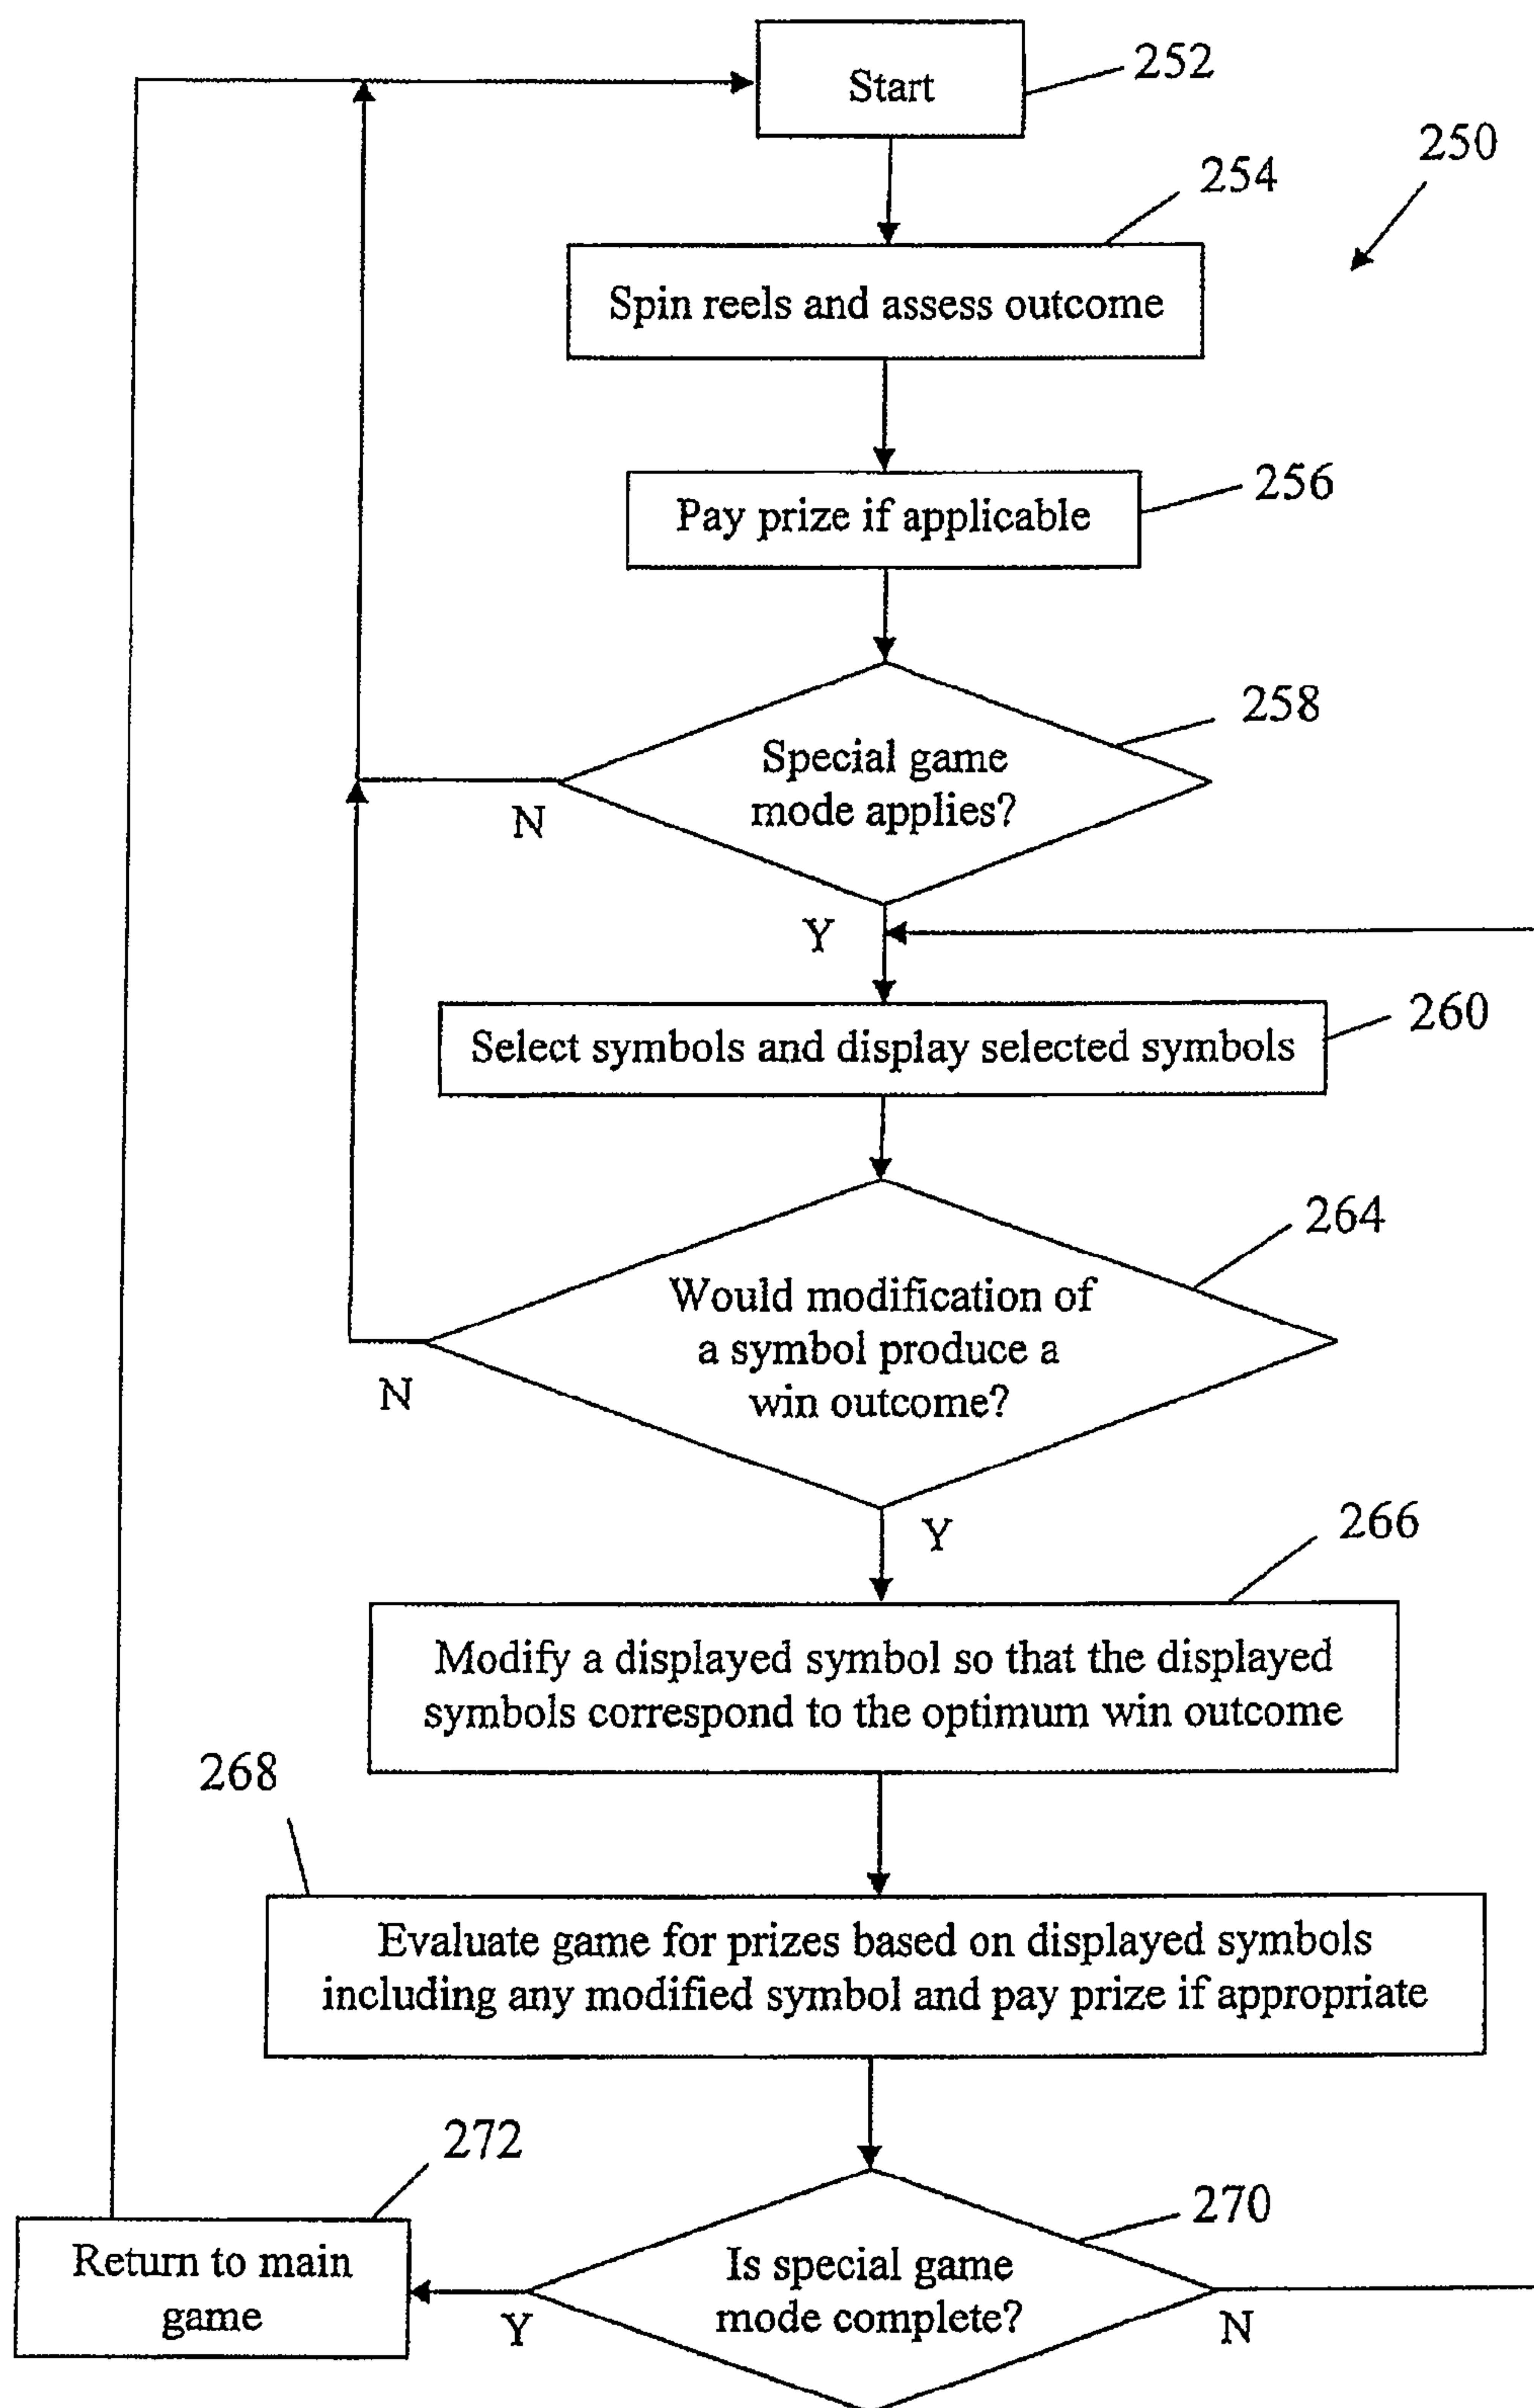 Start
252
250
254
Spin reels and assess outcome
256
Pay prize if applicable
258
Special game
mode applies?
N
Y
260
Select symbols and display selected symbols
264
Would modification of
a symbol produce a
win outcome?
N
Y
266
Modify a displayed symbol so that the displayed
symbols correspond to the optimum win outcome
268
Evaluate game for prizes based on displayed symbols
including any modified symbol and pay prize if appropriate
272
270
Return to main
game
Is special game
mode complete?
Y
N